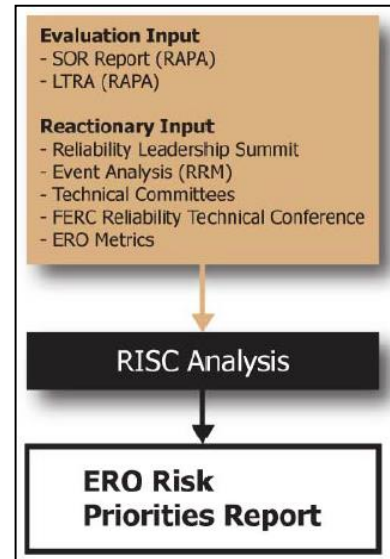 Evaluation Input
- SOR Report (RAPA)
- LTRA (RAPA)
Reactionary Input
- Reliability Leadership Summit
- Event Analysis (RRM)
- Technical Committees
- FERC Reliability Technical Conference
- ERO Metrics
RISC Analysis
ERO Risk
Priorities Report